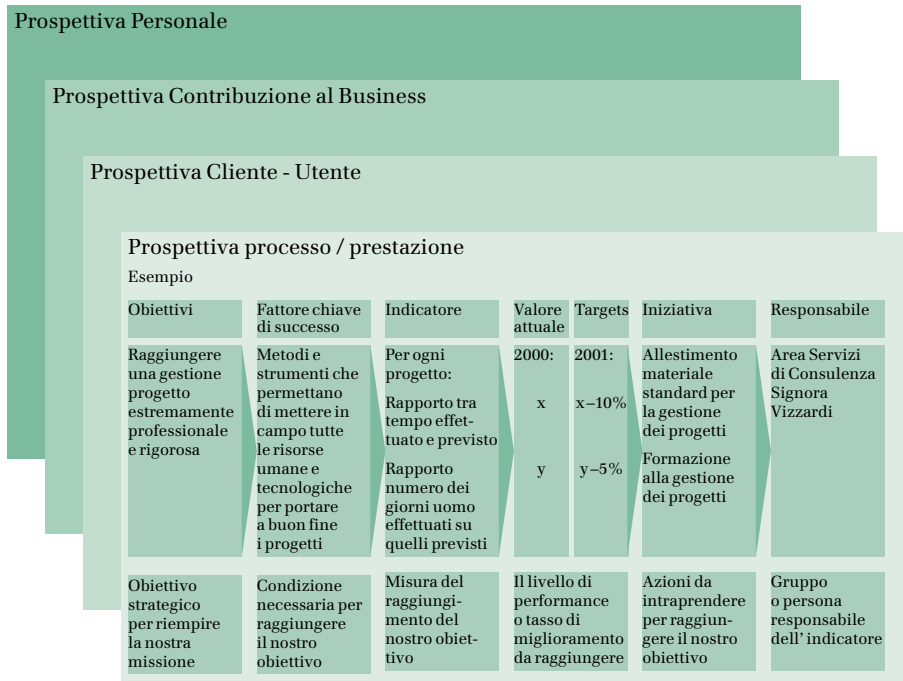 Prospettiva Personale
Prospettiva Contribuzione al Business
Prospettiva Cliente - Utente
Prospettiva processo / prestazione
Esempio
Obiettivi
Fattore chiave
di successo
Indicatore
Valore
attuale
Targets
Iniziativa
Responsabile
Raggiungere
una gestione
progetto
estremamente
professionale
e rigorosa
Metodi e
strumenti che
permettano
di mettere in
campo tutte
le risorse
umane e
tecnologiche
per portare
a buon fine
i progetti
Per ogni
progetto:
Rapporto tra
tempo effet-
tuato e previsto
Rapporto
numero dei
giorni uomo
effettuati su
quelli previsti
2000:
x
y
2001:
x–10%
y–5%
Allestimento
materiale
standard per
la gestione
dei progetti
Formazione
alla gestione
dei progetti
Area Servizi
di Consulenza
Signora
Vizzardi
Obiettivo
strategico
per riempire
la nostra
missione
Condizione
necessaria per
raggiungere
il nostro
obiettivo
Misura del
raggiungi-
mento del
nostro obiet-
tivo
Il livello di
performance
o tasso di
miglioramento
da raggiungere
Azioni da
intraprendere
per raggiun-
gere il nostro
obiettivo
Gruppo
o persona
responsabile
dell’ indicatore